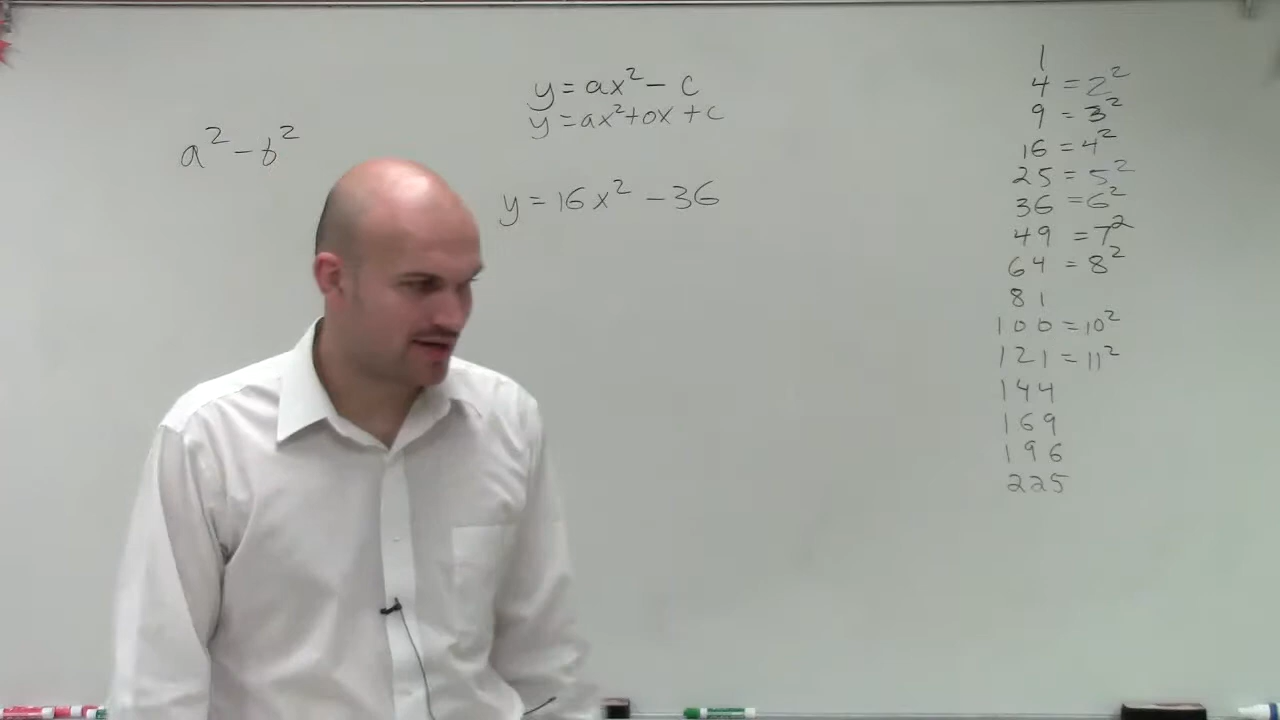 a² - b²
y = ax² - c
y = ax² + 0x + c
y = 16x² - 36
1
4 = 2²
9 = 3²
16 = 4²
25 = 5²
36 = 6²
49 = 7²
64 = 8²
81
100 = 10²
121 = 11²
144
169
196
225